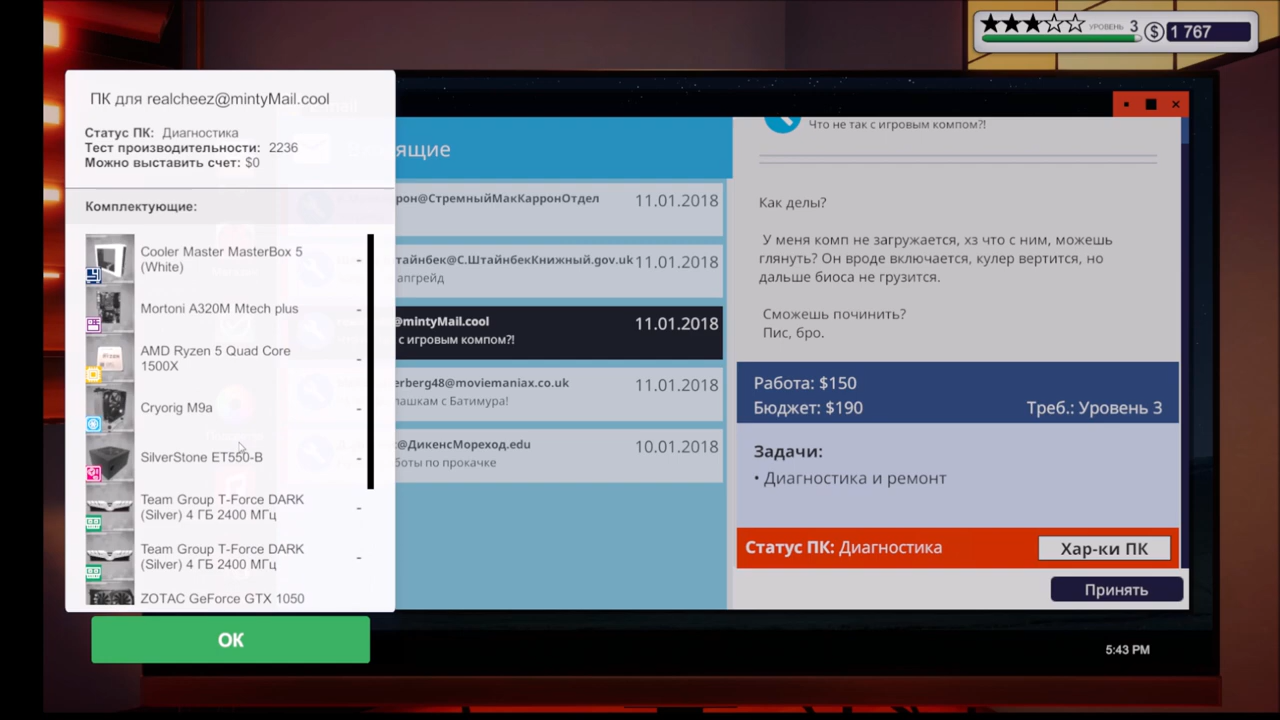 УРОВЕНЬ 3 $ 1 767
ПК для realcheez@mintyMail.cool
Статус ПК: Диагностика
Тест производительности: 2236
Можно выставить счет: $0
Комплектующие:
Cooler Master MasterBox 5
(White) -
Mortoni A320M Mtech plus -
AMD Ryzen 5 Quad Core
1500X -
Cryorig M9a -
SilverStone ET550-B -
Team Group T-Force DARK
(Silver) 4 ГБ 2400 МГц -
Team Group T-Force DARK
(Silver) 4 ГБ 2400 МГц -
ZOTAC GeForce GTX 1050
OK
ящие
рон@СтремныйМакКарронОтдел 11.01.2018
тайнбек@С.ШтайнбекКнижный.gov.uk 11.01.2018
апгрейд
@mintyMail.cool 11.01.2018
с игровым компом?!
erberg48@moviemaniax.co.uk 11.01.2018
лашкам с Батимура!
@ДикенсМореход.edu 10.01.2018
боты по прокачке
Что не так с игровым компом?!
Как делы?
У меня комп не загружается, хз что с ним, можешь
глянуть? Он вроде включается, кулер вертится, но
дальше биоса не грузится.
Сможешь починить?
Пис, бро.
Работа: $150
Бюджет: $190 Треб.: Уровень 3
Задачи:
• Диагностика и ремонт
Статус ПК: Диагностика Хар-ки ПК
Принять
5:43 PM